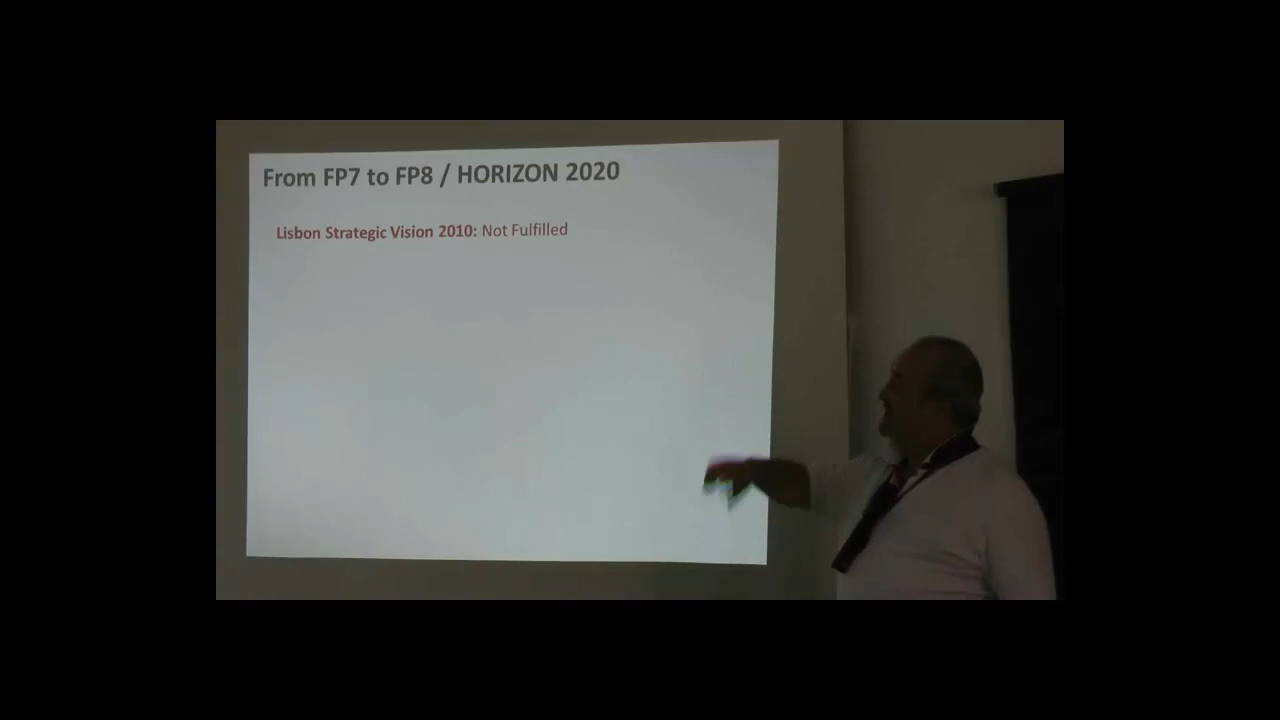 From FP7 to FP8 / HORIZON 2020
Lisbon Strategic Vision 2010: Not Fulfilled